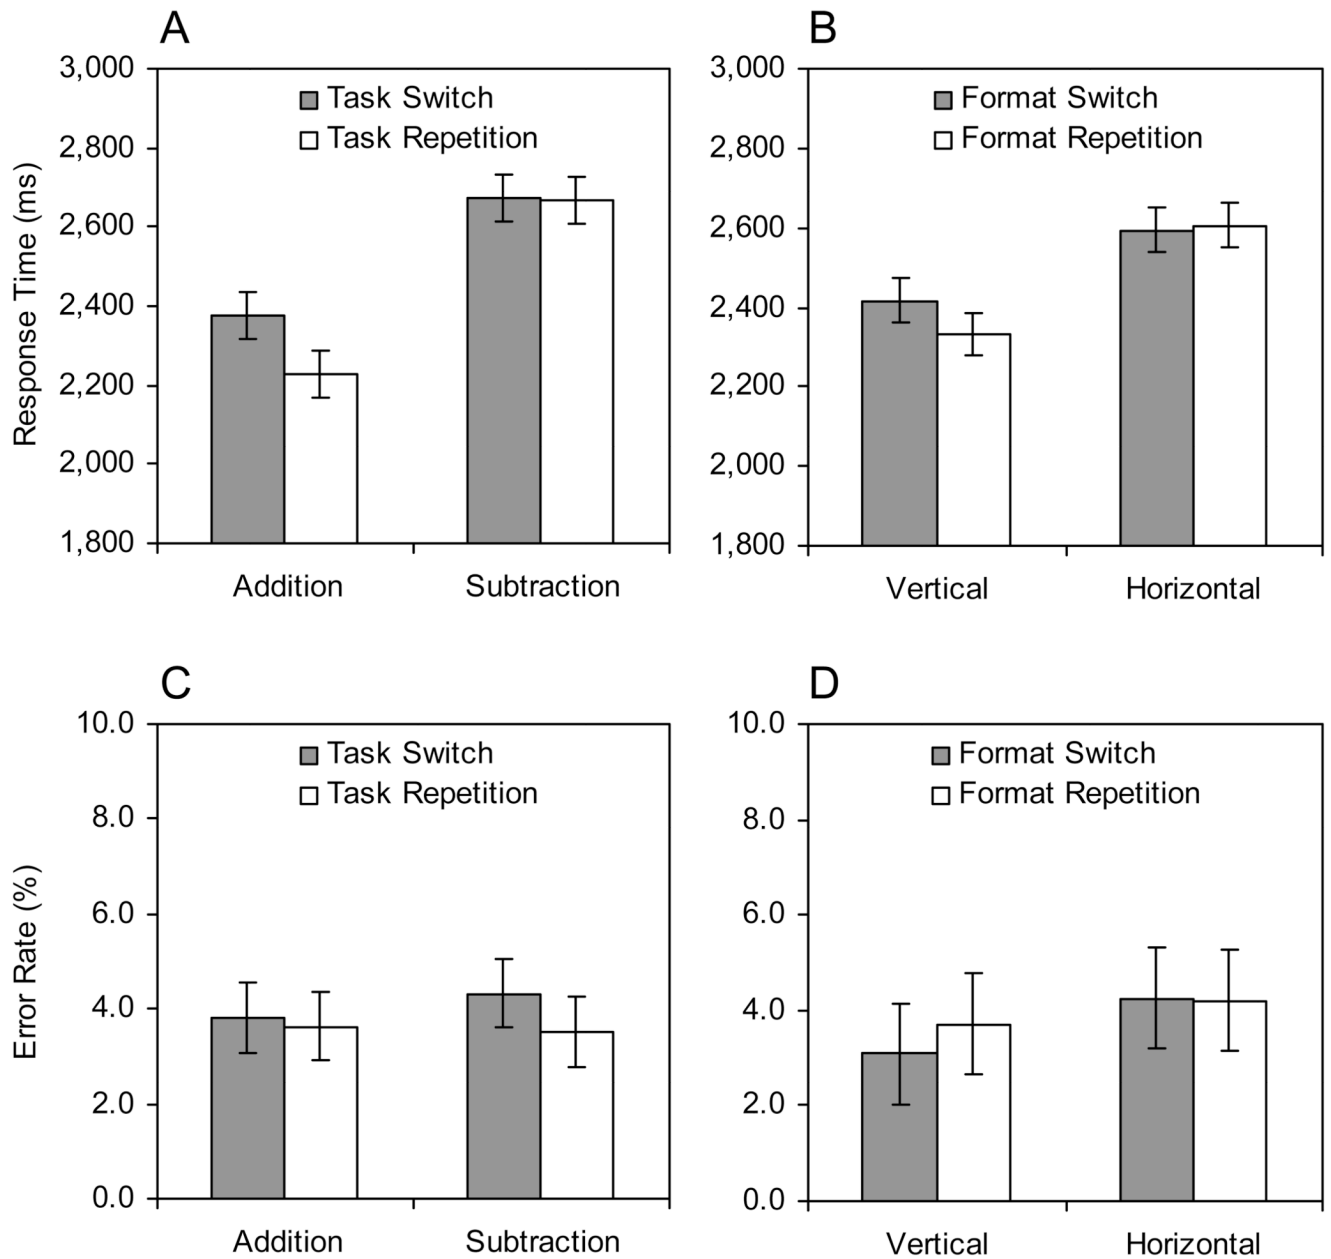 A
3,000
2,800
2,600
2,400
2,200
2,000
1,800
Response Time (ms)
Task Switch
Task Repetition
Addition
Subtraction
B
3,000
2,800
2,600
2,400
2,200
2,000
1,800
Format Switch
Format Repetition
Vertical
Horizontal
C
10.0
8.0
6.0
4.0
2.0
0.0
Error Rate (%)
Task Switch
Task Repetition
Addition
Subtraction
D
10.0
8.0
6.0
4.0
2.0
0.0
Format Switch
Format Repetition
Vertical
Horizontal